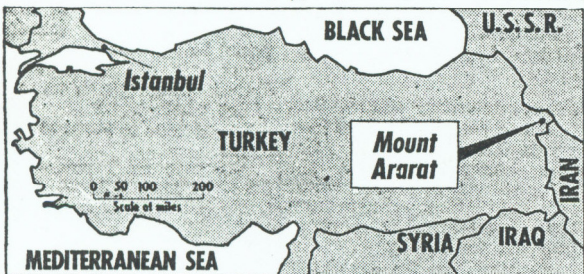 BLACK SEA
U.S.S.R.
Istanbul
TURKEY
Mount
Ararat
IRAN
0 50 100 200
Scale of miles
SYRIA
IRAQ
MEDITERRANEAN SEA